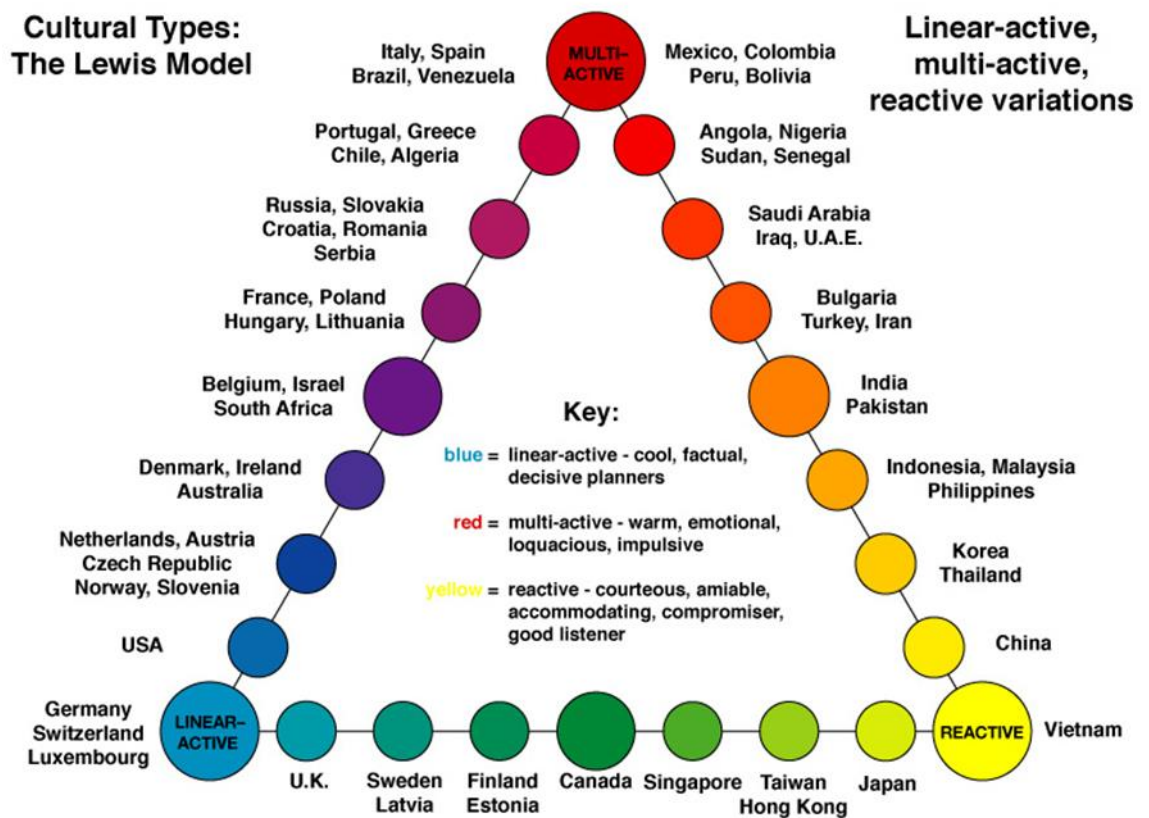 Cultural Types:
The Lewis Model
Linear-active,
multi-active,
reactive variations
MULTI-
ACTIVE
Italy, Spain
Brazil, Venezuela
Mexico, Colombia
Peru, Bolivia
Portugal, Greece
Chile, Algeria
Angola, Nigeria
Sudan, Senegal
Russia, Slovakia
Croatia, Romania
Serbia
Saudi Arabia
Iraq, U.A.E.
France, Poland
Hungary, Lithuania
Bulgaria
Turkey, Iran
Belgium, Israel
South Africa
India
Pakistan
Key:
blue = linear-active - cool, factual,
decisive planners
red = multi-active - warm, emotional,
loquacious, impulsive
yellow = reactive - courteous, amiable,
accommodating, compromiser,
good listener
Denmark, Ireland
Australia
Indonesia, Malaysia
Philippines
Netherlands, Austria
Czech Republic
Norway, Slovenia
Korea
Thailand
USA
China
Germany
Switzerland
Luxembourg
LINEAR-
ACTIVE
REACTIVE
Vietnam
U.K.
Sweden
Latvia
Finland
Estonia
Canada
Singapore
Taiwan
Hong Kong
Japan